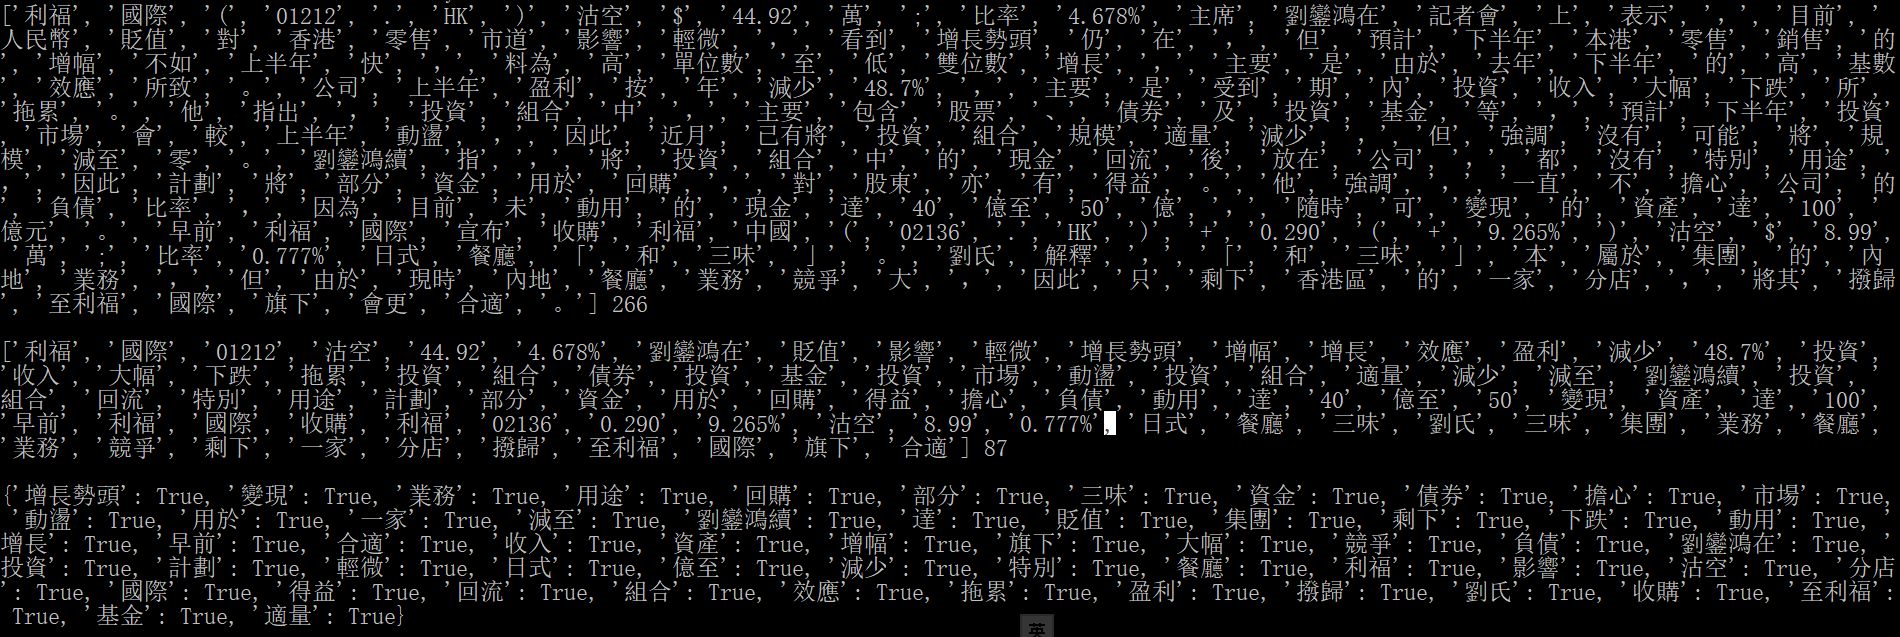 ['利福', '國際', '(', '01212', '.', 'HK', ')', '沽空', '$', '44.92', '萬', ';', '比率', '4.678%', '主席', '劉鑾鴻在', '記者會', '上', '表示', ',', '目前', '
人民幣', '貶值', '對', '香港', '零售', '市道', '影響', '輕微', ',', '看到', '增長勢頭', '仍', '在', ',', '但', '預計', '下半年', '本港', '零售', '銷售', '的
', '增幅', '不如', '上半年', '快', ',', '料為', '高', '單位數', '至', '低', '雙位數', '增長', ',', '主要', '是', '由於', '去年', '下半年', '的', '高', '基數
', '效應', '所致', '。', '公司', '上半年', '盈利', '按', '年', '減少', '48.7%', ',', '主要', '是', '受到', '期', '內', '投資', '收入', '大幅', '下跌', '所',
'拖累', '。', '他', '指出', ',', '投資', '組合', '中', ',', '主要', '包含', '股票', '、', '債券', '及', '投資', '基金', '等', ',', '預計', '下半年', '投資'
, '市場', '會', '較', '上半年', '動盪', ',', '因此', '近月', '已有將', '投資', '組合', '規模', '適量', '減少', ',', '但', '強調', '沒有', '可能', '將', '規
模', '減至', '零', '。', '劉鑾鴻續', '指', ',', '將', '投資', '組合', '中', '的', '現金', '回流', '後', '放在', '公司', ',', '都', '沒有', '特別', '用途', '
,', '因此', '計劃', '將', '部分', '資金', '用於', '回購', ',', '對', '股東', '亦', '有', '得益', '。', '他', '強調', ',', '一直', '不', '擔心', '公司', '的
', '負債', '比率', ',', '因為', '目前', '未', '動用', '的', '現金', '達', '40', '億至', '50', '億', ',', '隨時', '可', '變現', '的', '資產', '達', '100', '
億元', '。', '早前', '利福', '國際', '宣布', '收購', '利福', '中國', '(', '02136', '.', 'HK', ')', '+', '0.290', '(', '+', '9.265%', ')', '沽空', '$', '8.99',
'萬', ';', '比率', '0.777%', '日式', '餐廳', '「', '和', '三味', '」', '。', '劉氏', '解釋', ',', '「', '和', '三味', '」', '本', '屬於', '集團', '的', '內
地', '業務', ',', '但', '由於', '現時', '內地', '餐廳', '業務', '競爭', '大', ',', '因此', '只', '剩下', '香港區', '的', '一家', '分店', ',', '將其', '撥歸'
, '至利福', '國際', '旗下', '會更', '合適', '。'] 266
['利福', '國際', '01212', '沽空', '44.92', '4.678%', '劉鑾鴻在', '貶值', '影響', '輕微', '增長勢頭', '增幅', '增長', '效應', '盈利', '減少', '48.7%', '投資',
'收入', '大幅', '下跌', '拖累', '投資', '組合', '債券', '投資', '基金', '投資', '市場', '動盪', '投資', '組合', '適量', '減少', '減至', '劉鑾鴻續', '投資', '
組合', '回流', '特別', '用途', '計劃', '部分', '資金', '用於', '回購', '得益', '擔心', '負債', '動用', '達', '40', '億至', '50', '變現', '資產', '達', '100',
'早前', '利福', '國際', '收購', '利福', '02136', '0.290', '9.265%', '沽空', '8.99', '0.777%', '日式', '餐廳', '三味', '劉氏', '三味', '集團', '業務', '餐廳',
'業務', '競爭', '剩下', '一家', '分店', '撥歸', '至利福', '國際', '旗下', '合適'] 87
{'增長勢頭': True, '變現': True, '業務': True, '用途': True, '回購': True, '部分': True, '三味': True, '資金': True, '債券': True, '擔心': True, '市場': True,
'動盪': True, '用於': True, '一家': True, '減至': True, '劉鑾鴻續': True, '達': True, '貶值': True, '集團': True, '剩下': True, '下跌': True, '動用': True, '
增長': True, '早前': True, '合適': True, '收入': True, '資產': True, '增幅': True, '旗下': True, '大幅': True, '競爭': True, '負債': True, '劉鑾鴻在': True, '
投資': True, '計劃': True, '輕微': True, '日式': True, '億至': True, '減少': True, '特別': True, '餐廳': True, '利福': True, '影響': True, '沽空': True, '分店
': True, '國際': True, '得益': True, '回流': True, '組合': True, '效應': True, '拖累': True, '盈利': True, '撥歸': True, '劉氏': True, '收購': True, '至利福':
True, '基金': True, '適量': True}
英